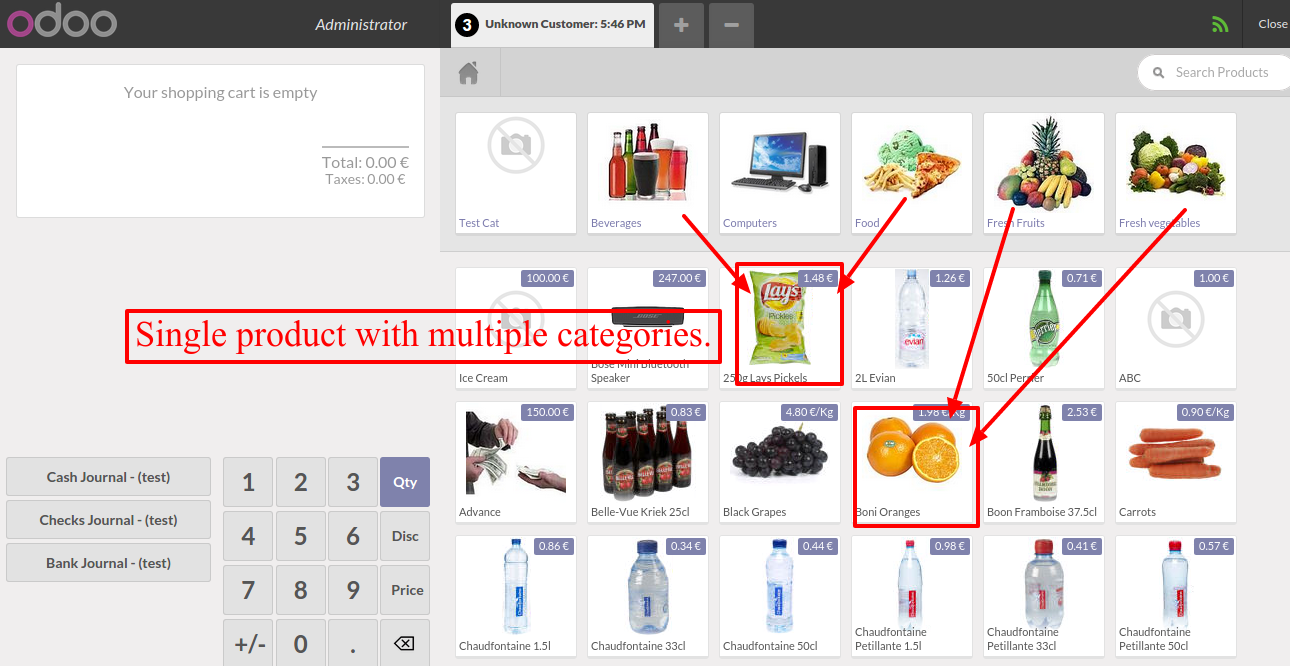 odoo
Administrator
3 Unknown Customer: 5:46 PM
+
−
Close
Search Products
Your shopping cart is empty
Total: 0.00 €
Taxes: 0.00 €
Test Cat
Beverages
Computers
Food
Fresh Fruits
Fresh vegetables
Single product with multiple categories.
100.00 €
Ice Cream
247.00 €
BOSE
Bose Mini Bluetooth
Speaker
1.48 €
Lays
Pickles
250g Lays Pickels
1.26 €
evian
2L Evian
0.71 €
Perrier
50cl Perrier
1.00 €
ABC
150.00 €
Advance
0.83 €
Belle-Vue Kriek 25cl
4.80 €/Kg
Black Grapes
1.98 €/Kg
Boni Oranges
2.53 €
Boon Framboise 37.5cl
0.90 €/Kg
Carrots
0.86 €
Chaudfontaine 1.5l
0.34 €
Chaudfontaine 33cl
0.44 €
Chaudfontaine 50cl
0.98 €
Chaudfontaine
Petillante 1.5l
0.41 €
Chaudfontaine
Petillante 33cl
0.57 €
Chaudfontaine
Petillante 50cl
Cash Journal - (test)
Checks Journal - (test)
Bank Journal - (test)
1 2 3 Qty
4 5 6 Disc
7 8 9 Price
+/- 0 .